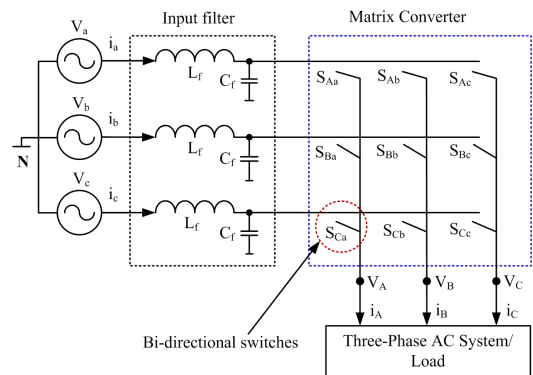 Input filter
Matrix Converter
Va
ia
Lf
Cf
SAa
SAb
SAc
Vb
ib
Lf
Cf
SBa
SBb
SBc
N
Vc
ic
Lf
Cf
SCa
SCb
SCc
VA
VB
VC
iA
iB
iC
Bi-directional switches
Three-Phase AC System/
Load